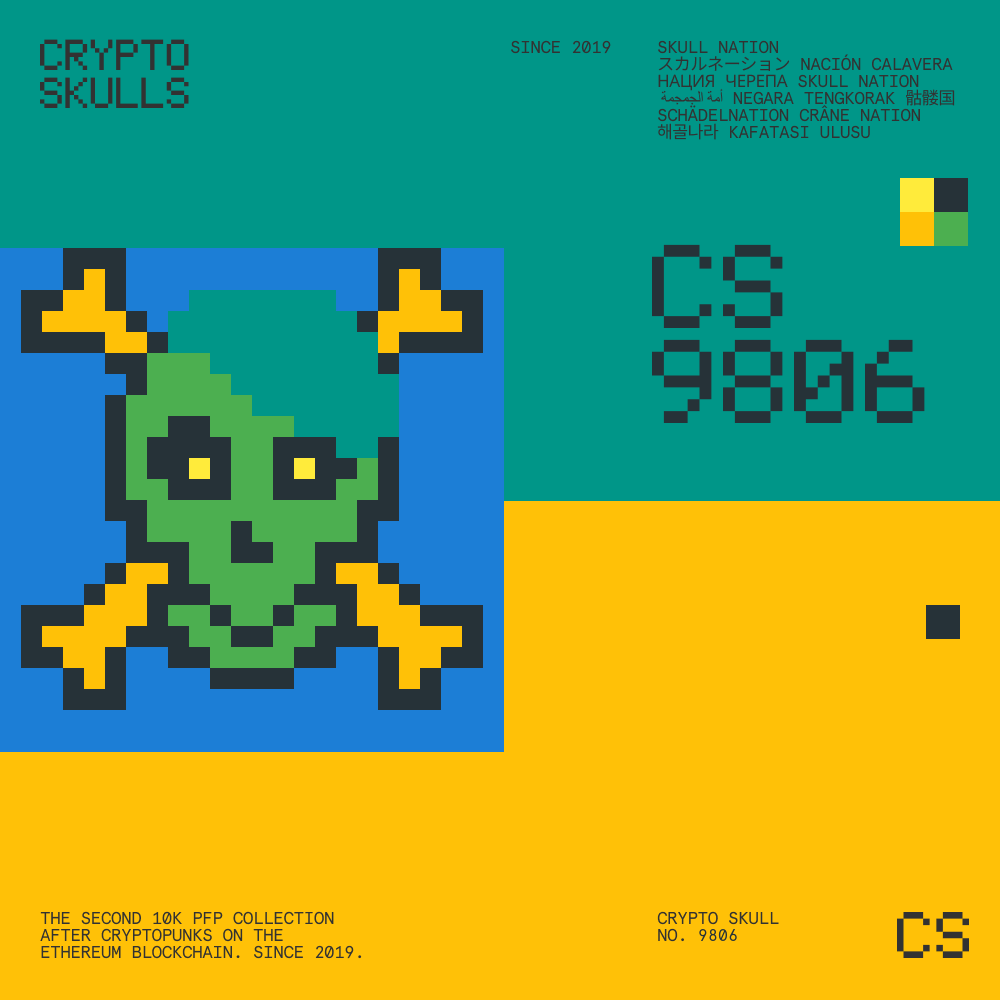 CRYPTO
SKULLS
SINCE 2019
SKULL NATION
スカルネーション NACIÓN CALAVERA
НАЦИЯ ЧЕРЕПА SKULL NATION
أمة الجمجمة NEGARA TENGKORAK 骷髅国
SCHÄDELNATION CRÂNE NATION
해골나라 KAFATASI ULUSU
CS
9806
THE SECOND 10K PFP COLLECTION
AFTER CRYPTOPUNKS ON THE
ETHEREUM BLOCKCHAIN. SINCE 2019.
CRYPTO SKULL
NO. 9806
CS